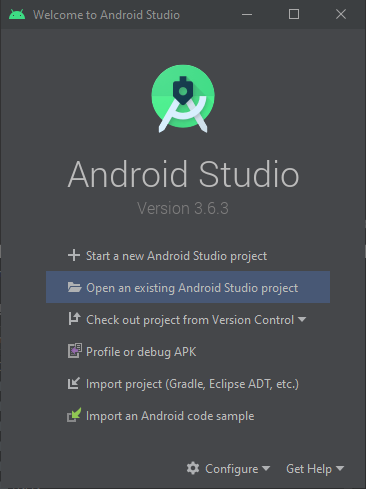 Welcome to Android Studio
Android Studio
Version 3.6.3
Start a new Android Studio project
Open an existing Android Studio project
Check out project from Version Control
Profile or debug APK
Import project (Gradle, Eclipse ADT, etc.)
Import an Android code sample
Configure Get Help